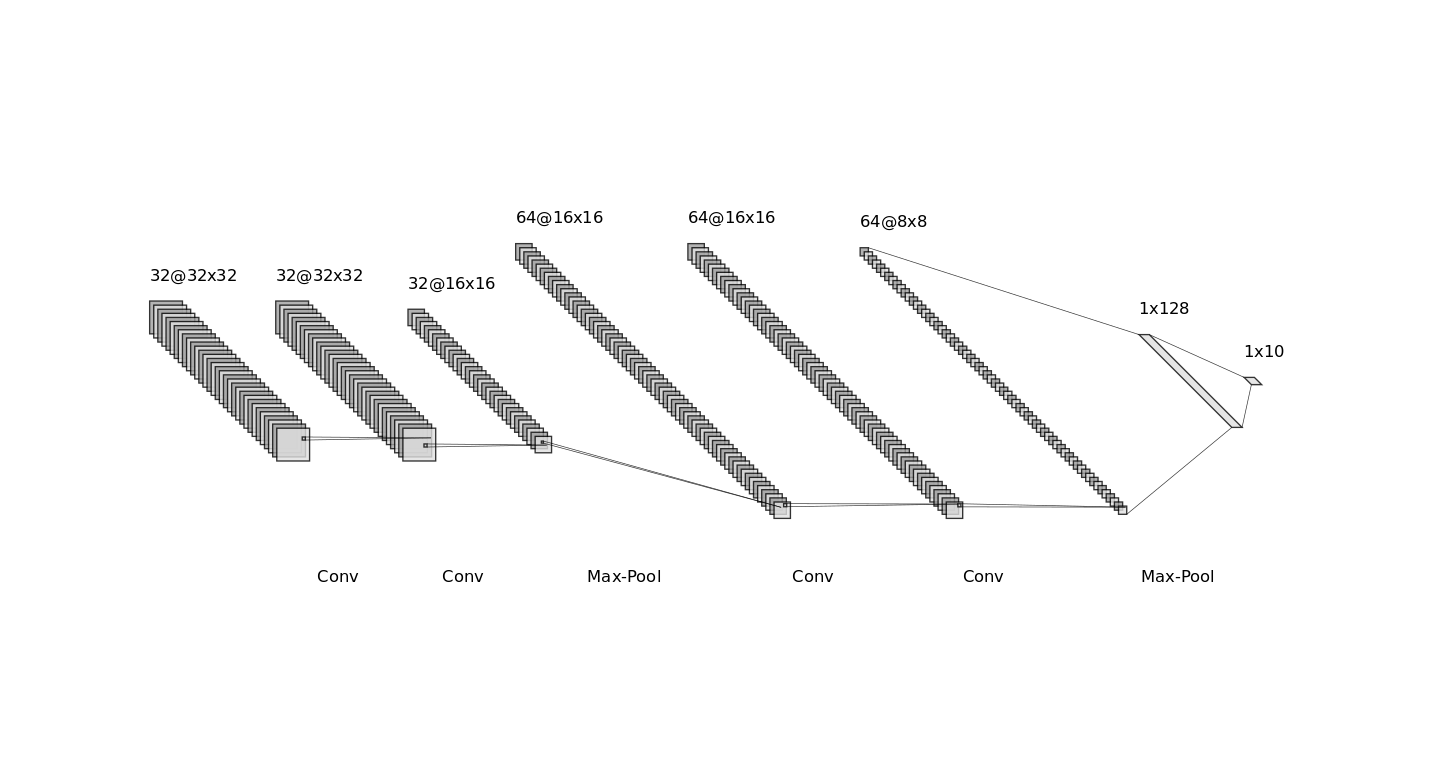 32@32x32
32@32x32
32@16x16
64@16x16
64@16x16
64@8x8
1x128
1x10
Conv
Conv
Max-Pool
Conv
Conv
Max-Pool